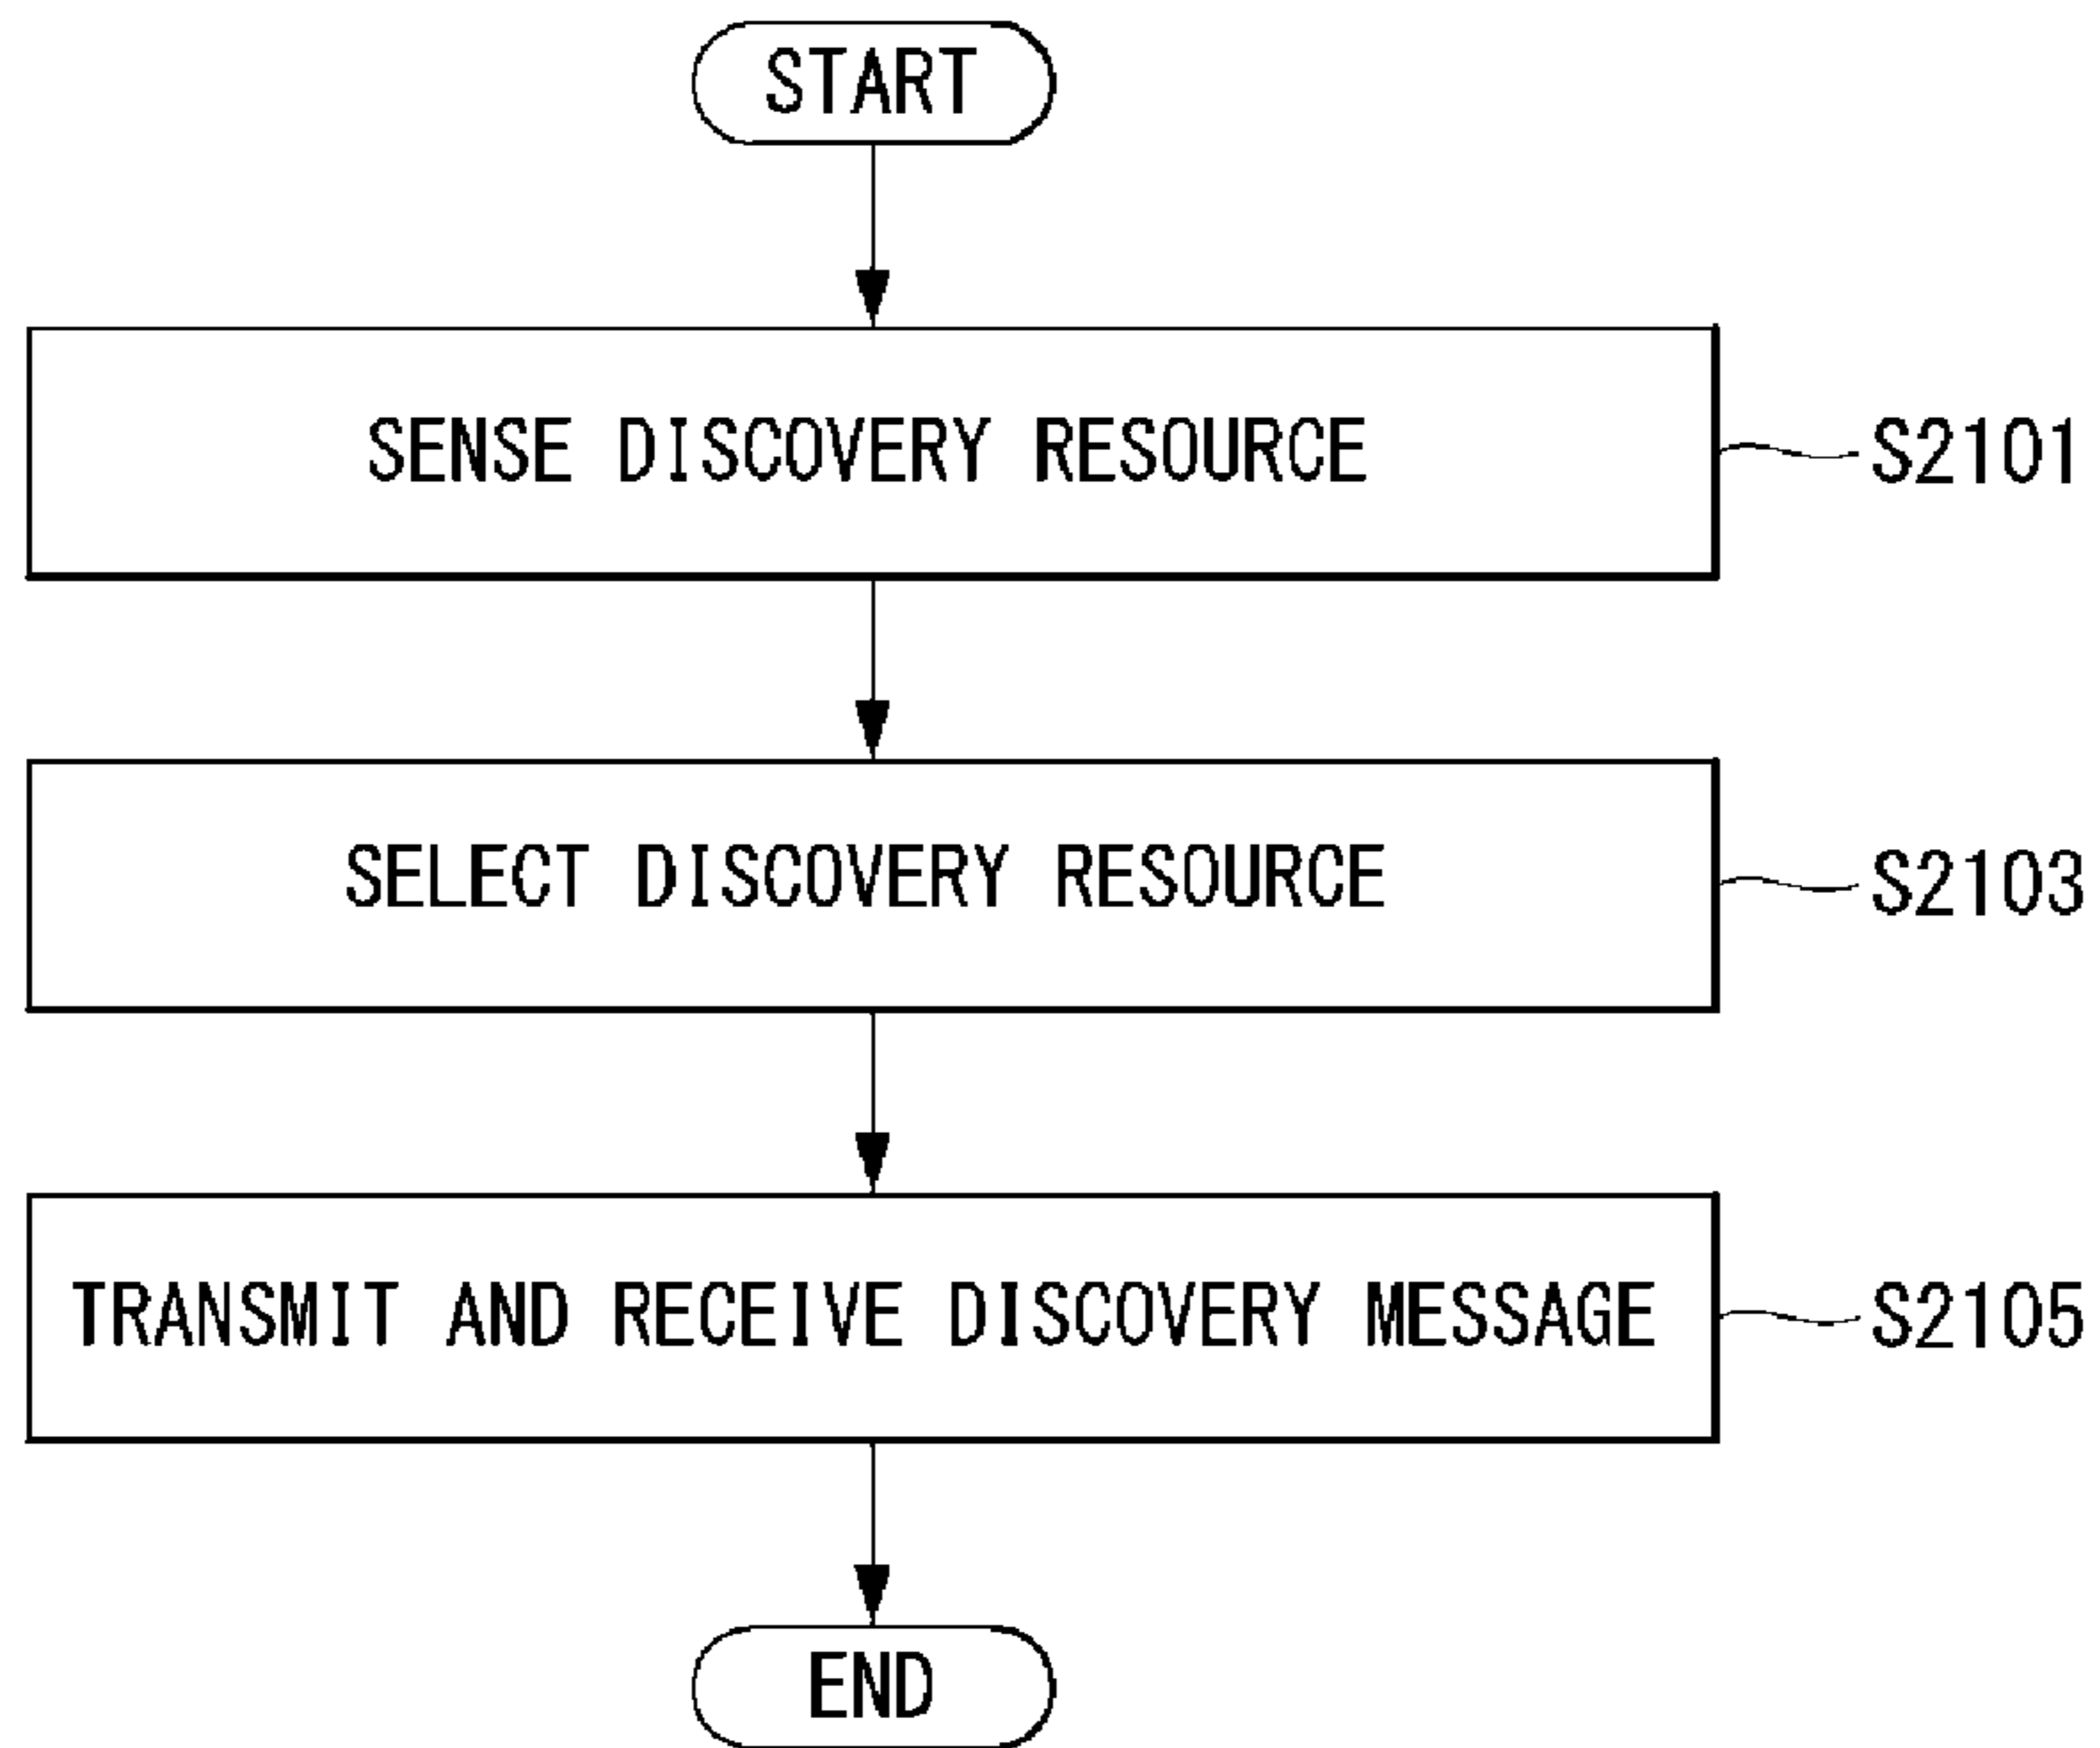 START
SENSE DISCOVERY RESOURCE
S2101
SELECT DISCOVERY RESOURCE
S2103
TRANSMIT AND RECEIVE DISCOVERY MESSAGE
S2105
END